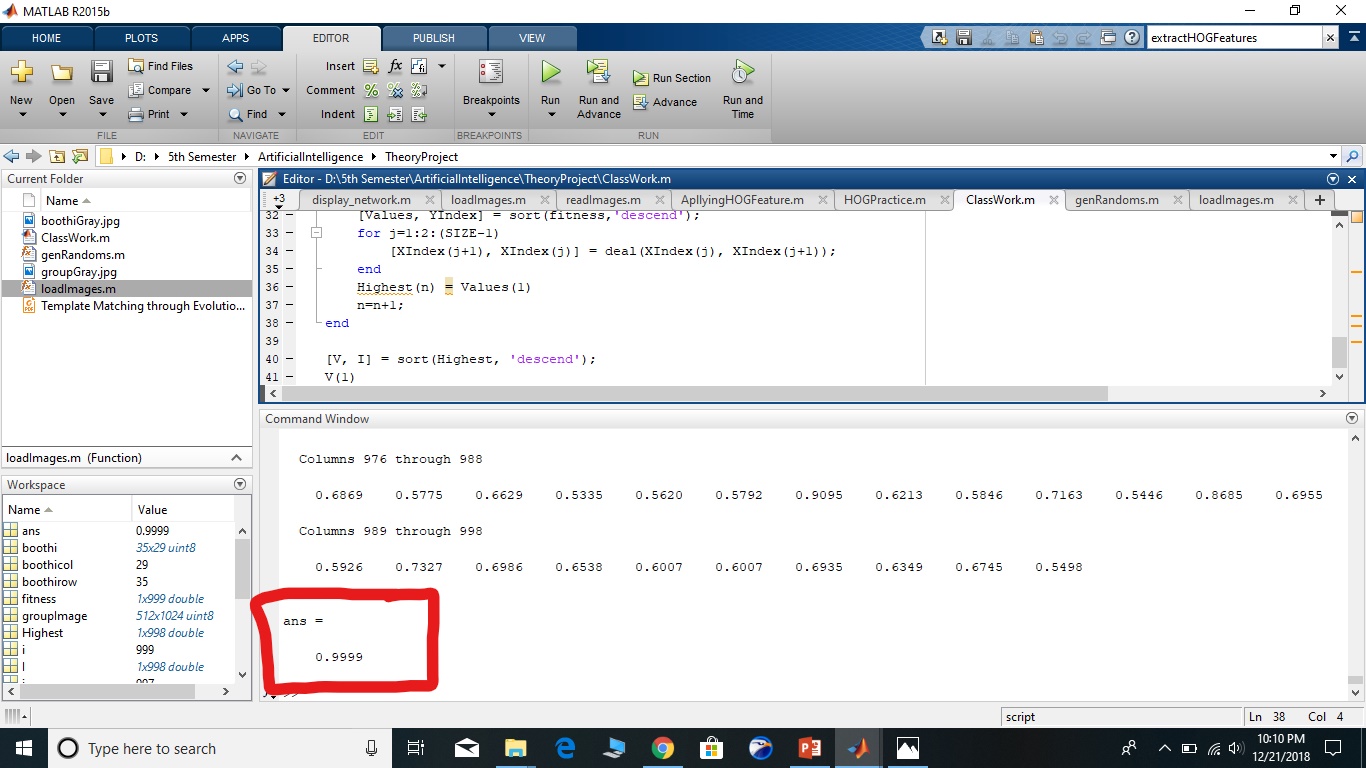 MATLAB R2015b
HOME PLOTS APPS EDITOR PUBLISH VIEW extractHOGFeatures
New Open Save Find Files Compare Print
Go To Find
Insert Comment Indent fx
Breakpoints
Run Run and Advance Run Section Advance Run and Time
FILE NAVIGATE EDIT BREAKPOINTS RUN
D: 5th Semester ArtificialIntelligence TheoryProject
Current Folder
Name
boothiGray.jpg
ClassWork.m
genRandoms.m
groupGray.jpg
loadImages.m
Template Matching through Evolutio...
loadImages.m (Function)
Workspace
Name Value
ans 0.9999
boothi 35x29 uint8
boothicol 29
boothirow 35
fitness 1x999 double
groupImage 512x1024 uint8
Highest 1x998 double
i 999
I 1x998 double
Editor - D:\5th Semester\ArtificialIntelligence\TheoryProject\ClassWork.m
+3 display_network.m loadImages.m readImages.m ApllyingHOGFeature.m HOGPractice.m ClassWork.m genRandoms.m loadImages.m +
32 [Values, YIndex] = sort(fitness,'descend');
33 for j=1:2:(SIZE-1)
34 [XIndex(j+1), XIndex(j)] = deal(XIndex(j), XIndex(j+1));
35 end
36 Highest(n) = Values(1)
37 n=n+1;
38 end
39
40 [V, I] = sort(Highest, 'descend');
41 V(1)
Command Window
Columns 976 through 988
0.6869 0.5775 0.6629 0.5335 0.5620 0.5792 0.9095 0.6213 0.5846 0.7163 0.5446 0.8685 0.6955
Columns 989 through 998
0.5926 0.7327 0.6986 0.6538 0.6007 0.6007 0.6935 0.6349 0.6745 0.5498
ans =
0.9999
script Ln 38 Col 4
Type here to search
10:10 PM
12/21/2018